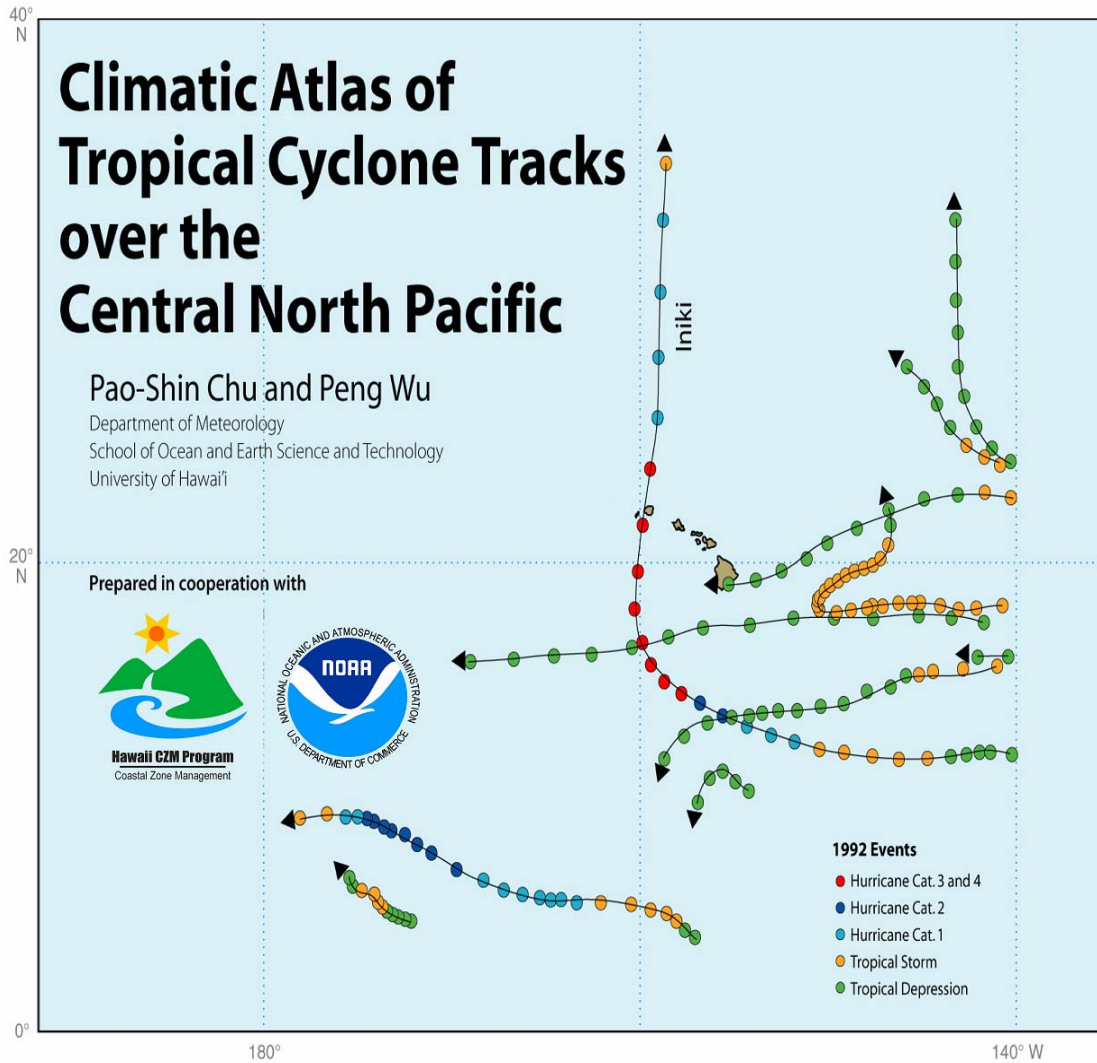 40°
N
Climatic Atlas of
Tropical Cyclone Tracks
over the
Central North Pacific
Pao-Shin Chu and Peng Wu
Department of Meteorology
School of Ocean and Earth Science and Technology
University of Hawai'i
Iniki
20°
N
Prepared in cooperation with
Hawaii CZM Program
Coastal Zone Management
NATIONAL OCEANIC AND ATMOSPHERIC ADMINISTRATION
NOAA
U.S. DEPARTMENT OF COMMERCE
1992 Events
Hurricane Cat. 3 and 4
Hurricane Cat. 2
Hurricane Cat. 1
Tropical Storm
Tropical Depression
0°
180°
140° W